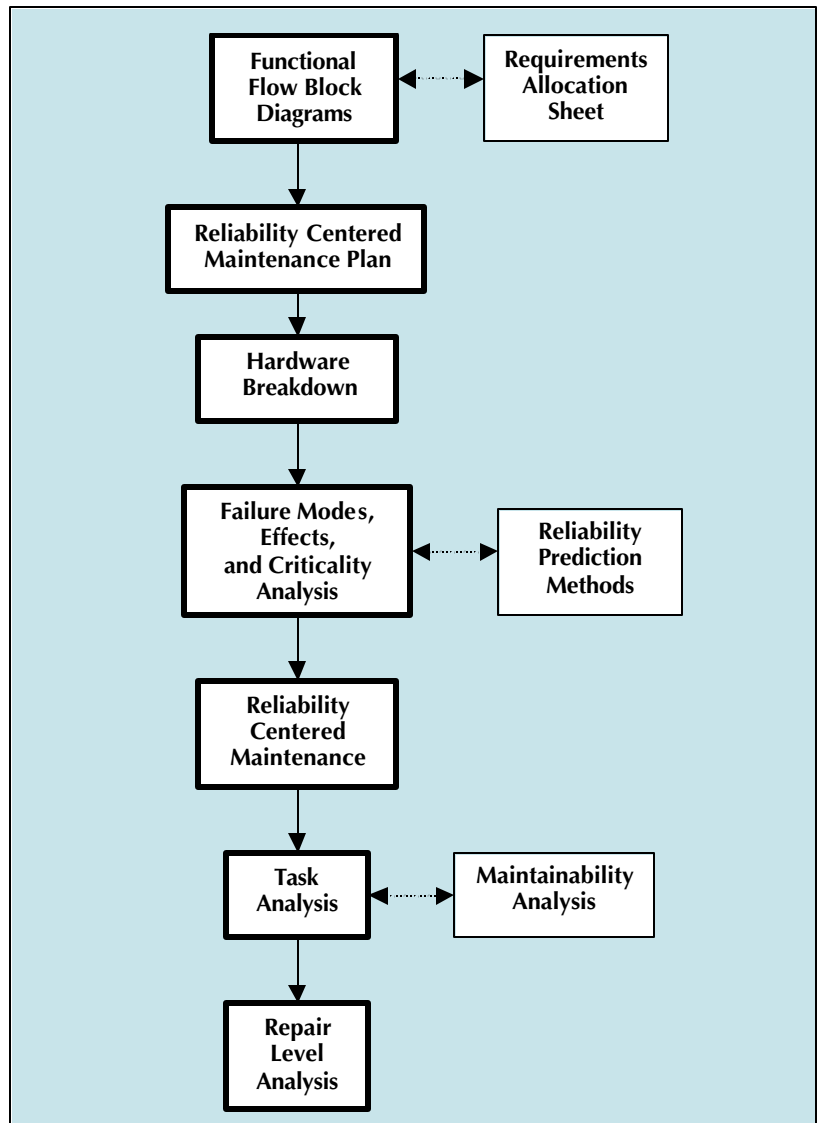 Functional
Flow Block
Diagrams
Requirements
Allocation
Sheet
Reliability Centered
Maintenance Plan
Hardware
Breakdown
Failure Modes,
Effects,
and Criticality
Analysis
Reliability
Prediction
Methods
Reliability
Centered
Maintenance
Task
Analysis
Maintainability
Analysis
Repair
Level
Analysis